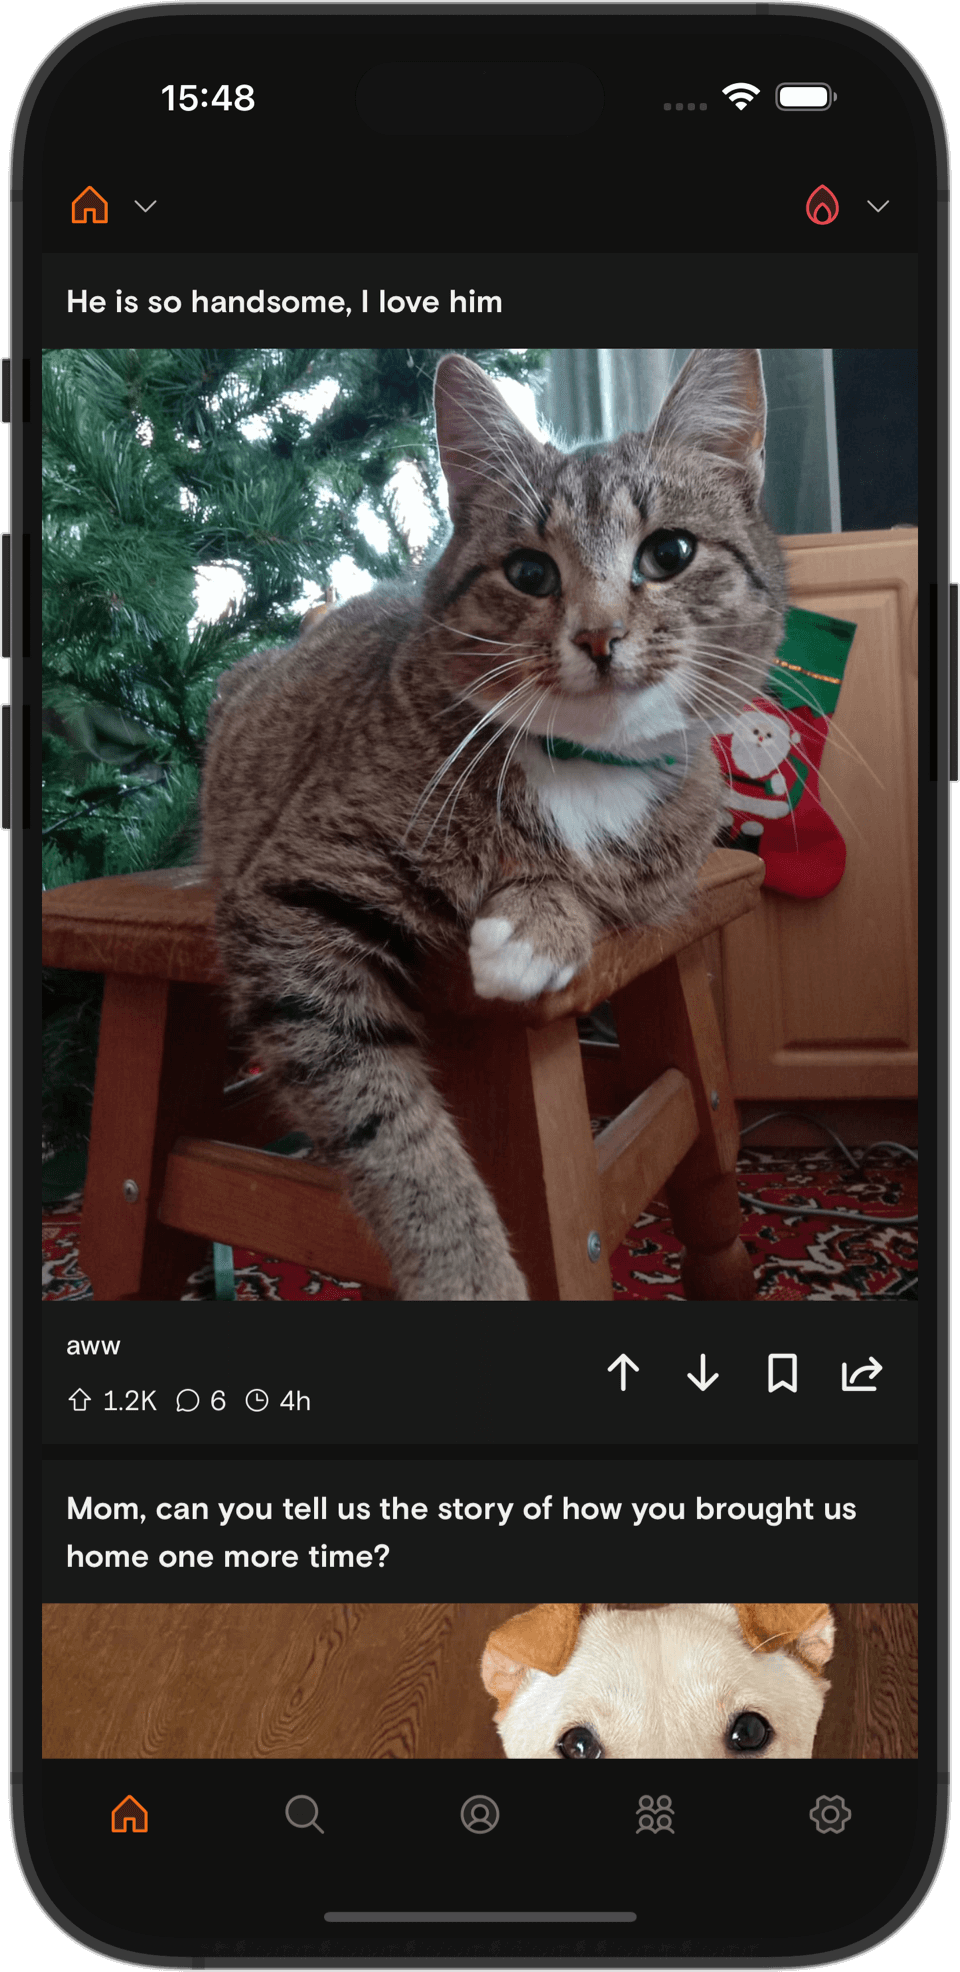 15:48
He is so handsome, I love him
aww
1.2K 6 4h
Mom, can you tell us the story of how you brought us
home one more time?